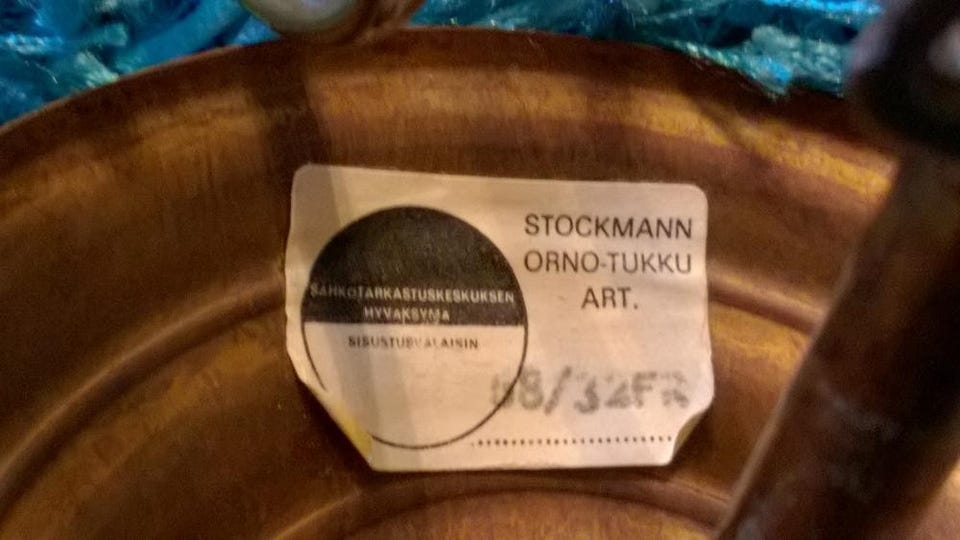 SÄHKÖTARKASTUSKESKUKSEN
HYVÄKSYMÄ
SISUSTUSVALAISIN
STOCKMANN
ORNO-TUKKU
ART.